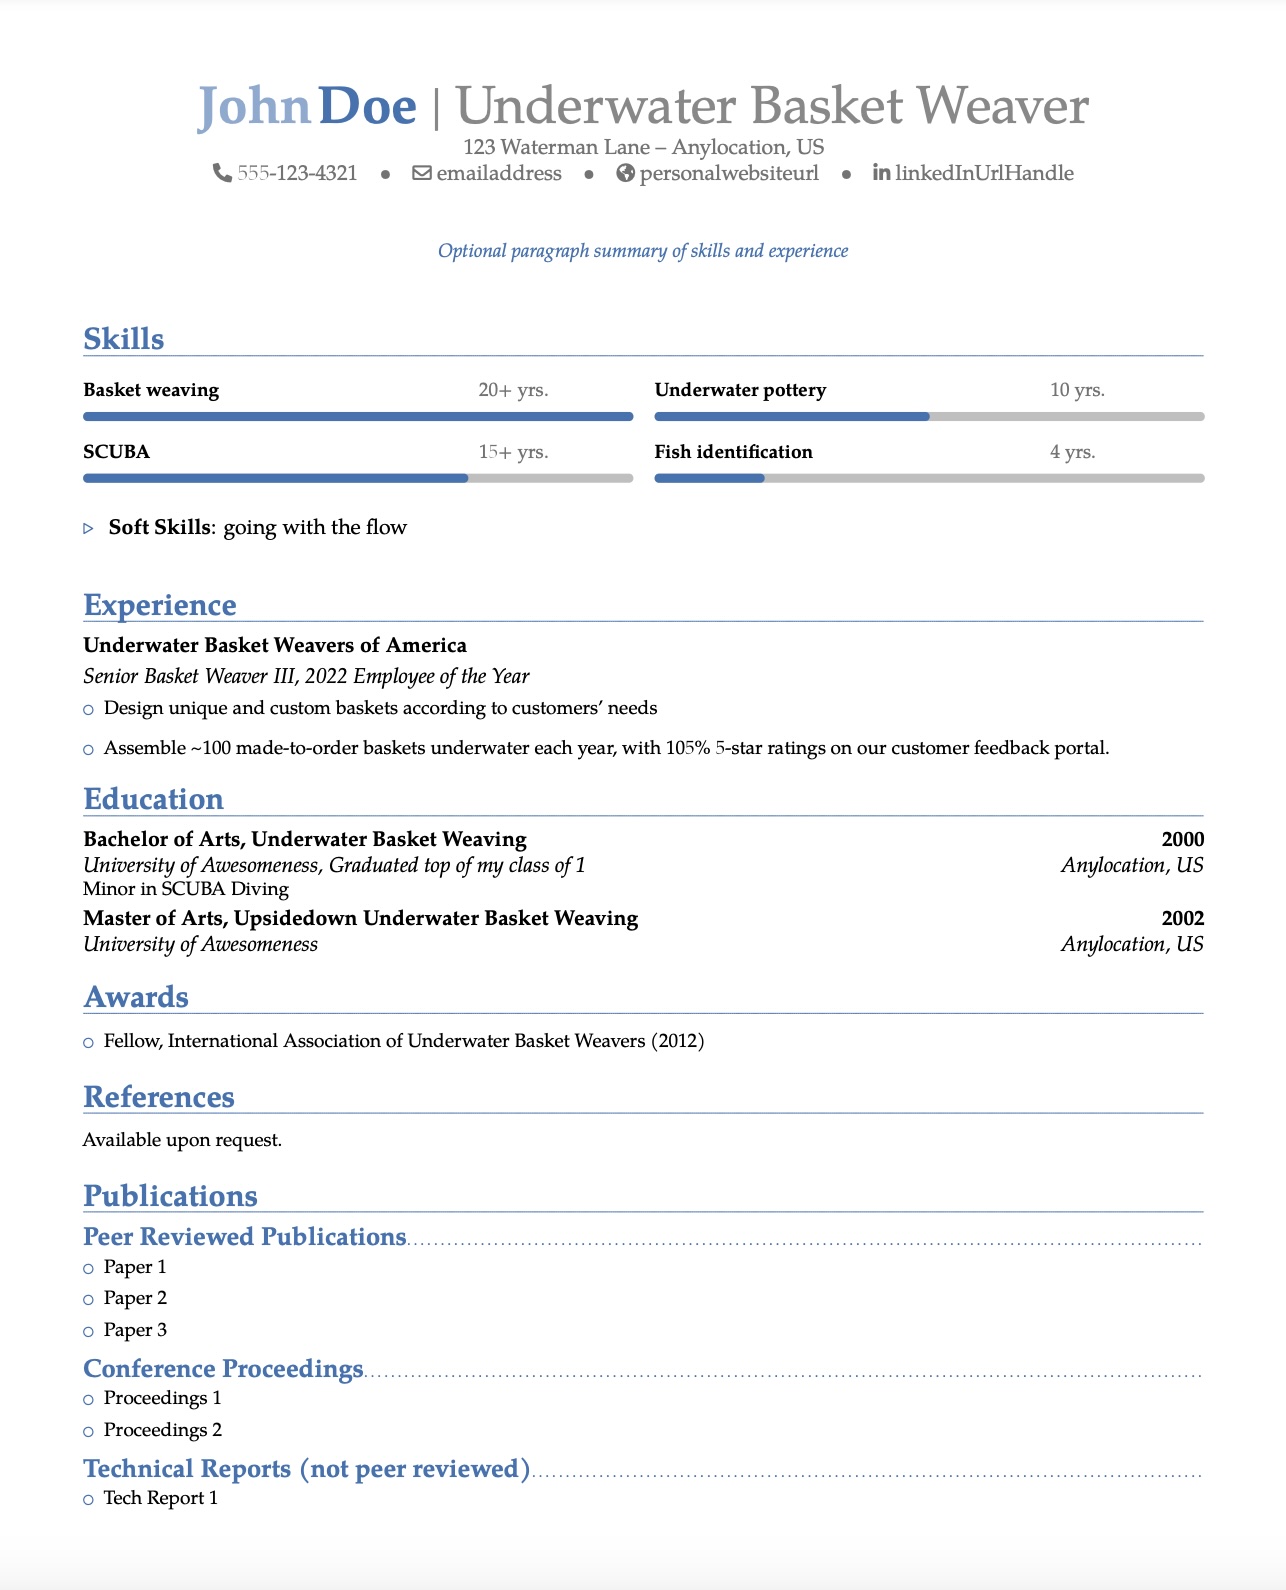 John Doe | Underwater Basket Weaver
123 Waterman Lane – Anylocation, US
555-123-4321 ● emailaddress ● personalwebsiteurl ● linkedInUrlHandle
Optional paragraph summary of skills and experience
Skills
Basket weaving 20+ yrs. Underwater pottery 10 yrs.
SCUBA 15+ yrs. Fish identification 4 yrs.
▷ Soft Skills: going with the flow
Experience
Underwater Basket Weavers of America
Senior Basket Weaver III, 2022 Employee of the Year
○ Design unique and custom baskets according to customers’ needs
○ Assemble ~100 made-to-order baskets underwater each year, with 105% 5-star ratings on our customer feedback portal.
Education
Bachelor of Arts, Underwater Basket Weaving 2000
University of Awesomeness, Graduated top of my class of 1 Anylocation, US
Minor in SCUBA Diving
Master of Arts, Upsidedown Underwater Basket Weaving 2002
University of Awesomeness Anylocation, US
Awards
○ Fellow, International Association of Underwater Basket Weavers (2012)
References
Available upon request.
Publications
Peer Reviewed Publications
○ Paper 1
○ Paper 2
○ Paper 3
Conference Proceedings
○ Proceedings 1
○ Proceedings 2
Technical Reports (not peer reviewed)
○ Tech Report 1